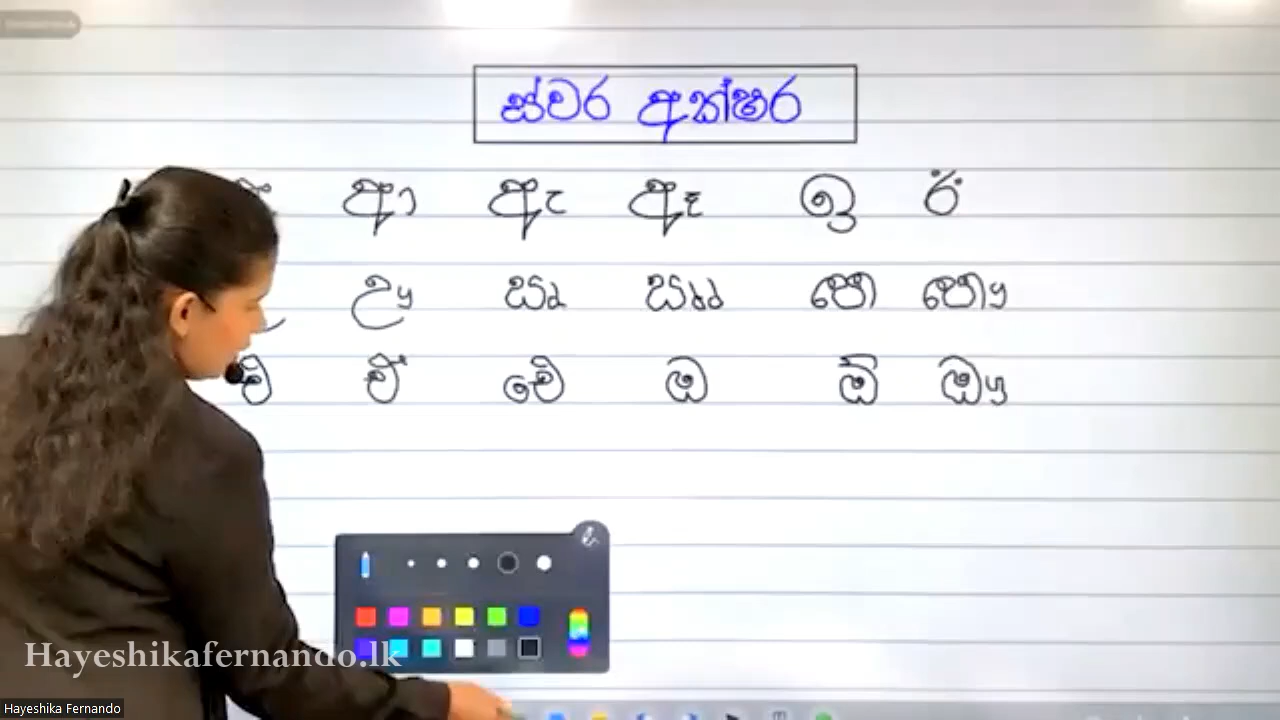 ස්වර අක්ෂර
ආ ඇ ඈ ඉ ඊ
ඌ ඍ ඎ ඏ ඐ
එ ඒ ඓ ඔ ඕ ඖ
Hayeshikafernando.lk
Hayeshika Fernando